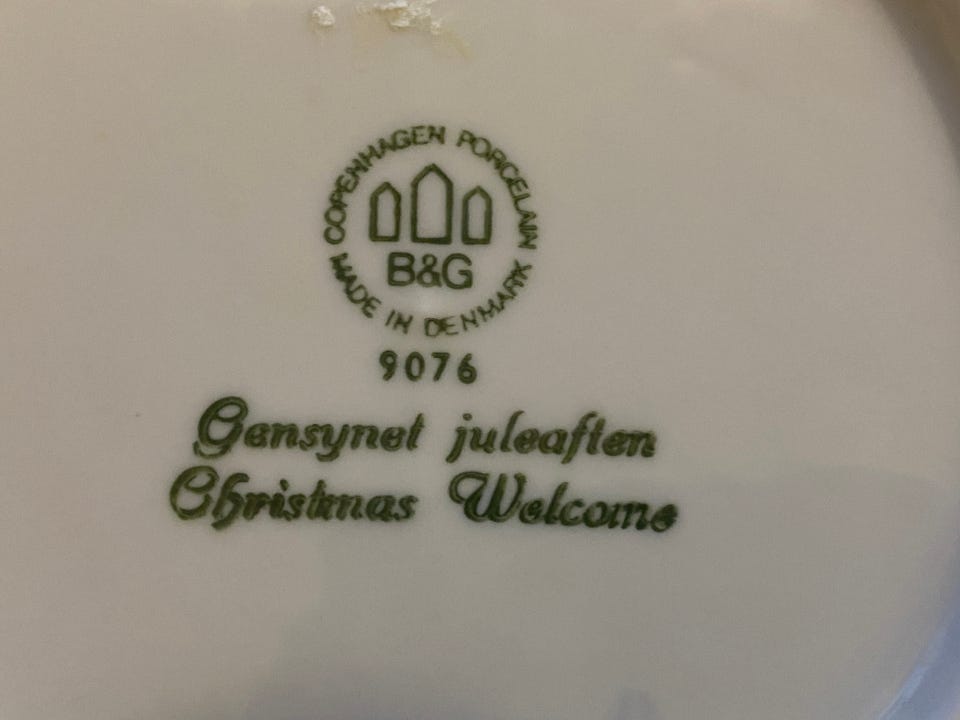 COPENHAGEN PORCELAIN
B&G
MADE IN DENMARK
9076
Gensynet juleaften
Christmas Welcome